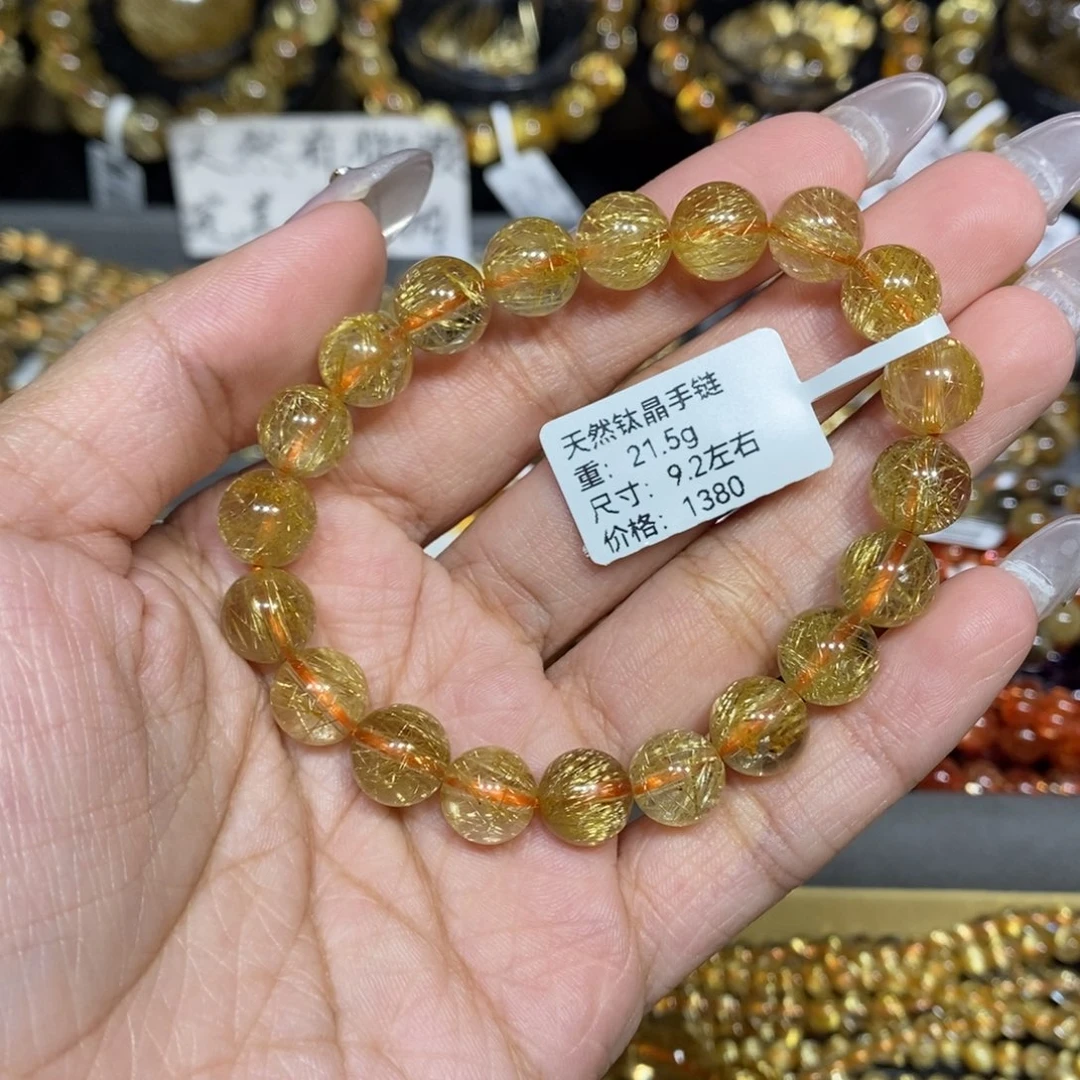 天然钛晶手链
重: 21.5g
尺寸: 9.2左右
价格: 1380